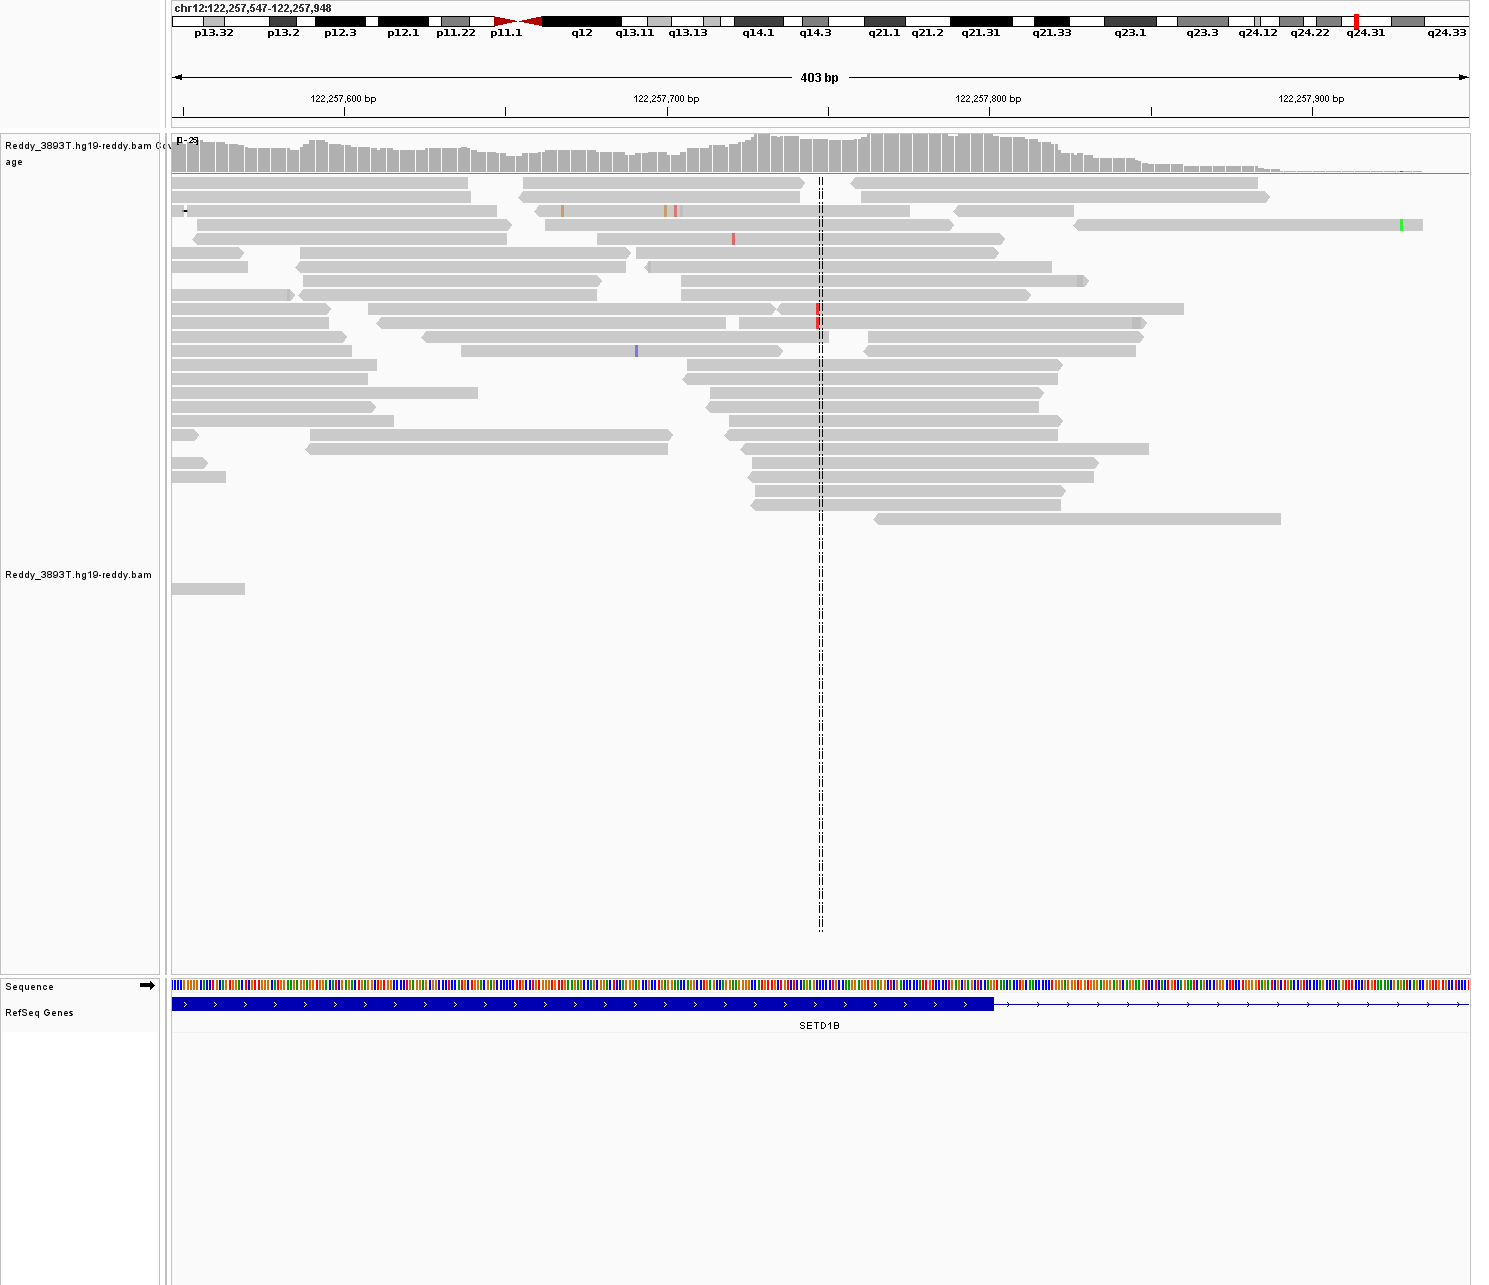 chr12:122,257,547-122,257,948
p13.32 p13.2 p12.3 p12.1 p11.22 p11.1 q12 q13.11 q13.13 q14.1 q14.3 q21.1 q21.2 q21.31 q21.33 q23.1 q23.3 q24.12 q24.22 q24.31 q24.33
403 bp
122,257,600 bp 122,257,700 bp 122,257,800 bp 122,257,900 bp
Reddy_3893T.hg19-reddy.bam Cov
age
Reddy_3893T.hg19-reddy.bam
Sequence
RefSeq Genes
SETD1B